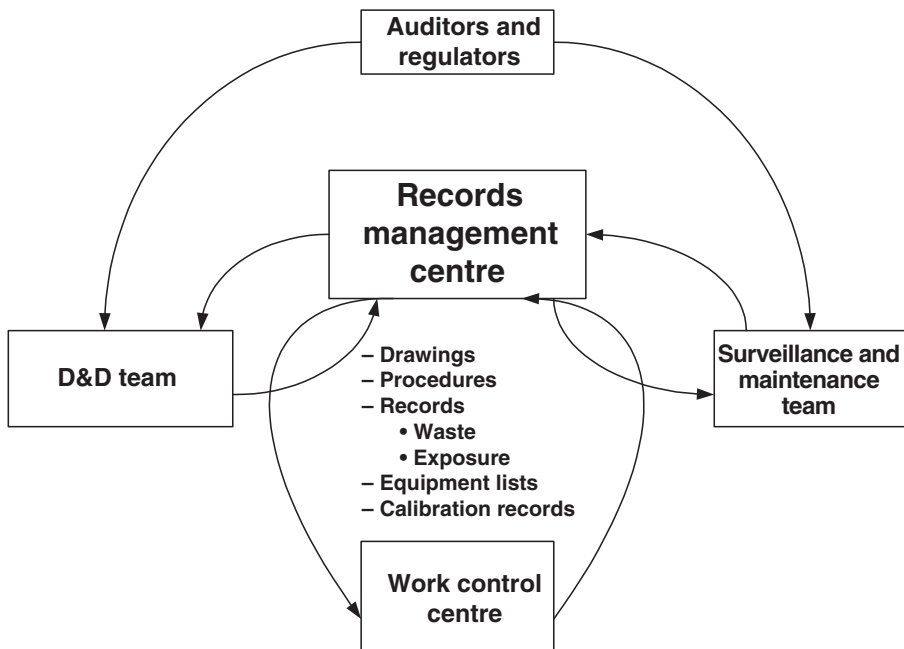 Auditors and
regulators
Records
management
centre
D&D team
Surveillance and
maintenance
team
– Drawings
– Procedures
– Records
• Waste
• Exposure
– Equipment lists
– Calibration records
Work control
centre